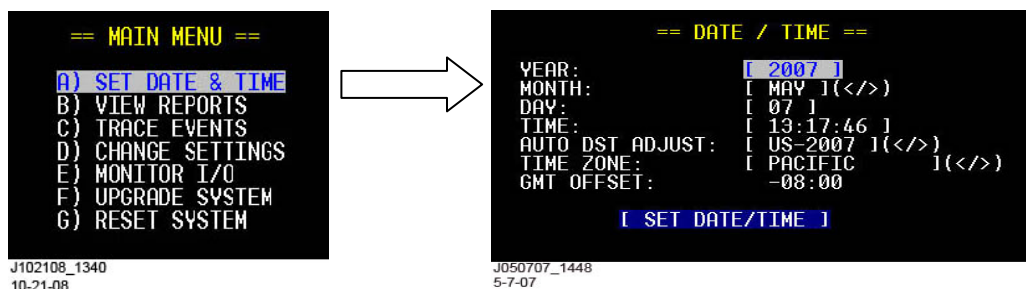 == MAIN MENU ==
A) SET DATE & TIME
B) VIEW REPORTS
C) TRACE EVENTS
D) CHANGE SETTINGS
E) MONITOR I/O
F) UPGRADE SYSTEM
G) RESET SYSTEM
J102108_1340
10-21-08
== DATE / TIME ==
YEAR: [ 2007 ]
MONTH: [ MAY ](</>)
DAY: [ 07 ]
TIME: [ 13:17:46 ]
AUTO DST ADJUST: [ US-2007 ](</>)
TIME ZONE: [ PACIFIC ](</>)
GMT OFFSET: -08:00
[ SET DATE/TIME ]
J050707_1448
5-7-07